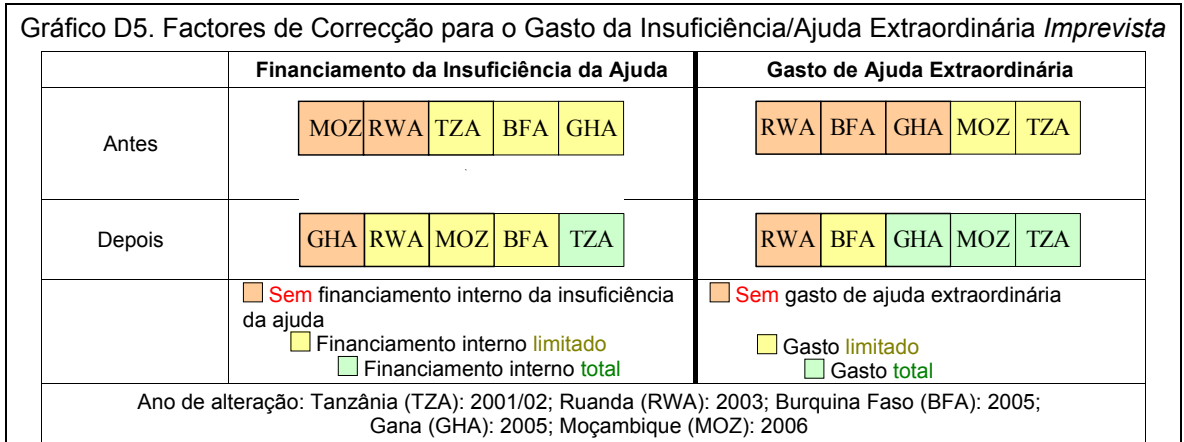 Gráfico D5. Factores de Correcção para o Gasto da Insuficiência/Ajuda Extraordinária Imprevista
Financiamento da Insuficiência da Ajuda
Gasto de Ajuda Extraordinária
Antes
MOZ RWA TZA BFA GHA
RWA BFA GHA MOZ TZA
Depois
GHA RWA MOZ BFA TZA
RWA BFA GHA MOZ TZA
Sem financiamento interno da insuficiência
da ajuda
Financiamento interno limitado
Financiamento interno total
Sem gasto de ajuda extraordinária
Gasto limitado
Gasto total
Ano de alteração: Tanzânia (TZA): 2001/02; Ruanda (RWA): 2003; Burquina Faso (BFA): 2005;
Gana (GHA): 2005; Moçambique (MOZ): 2006